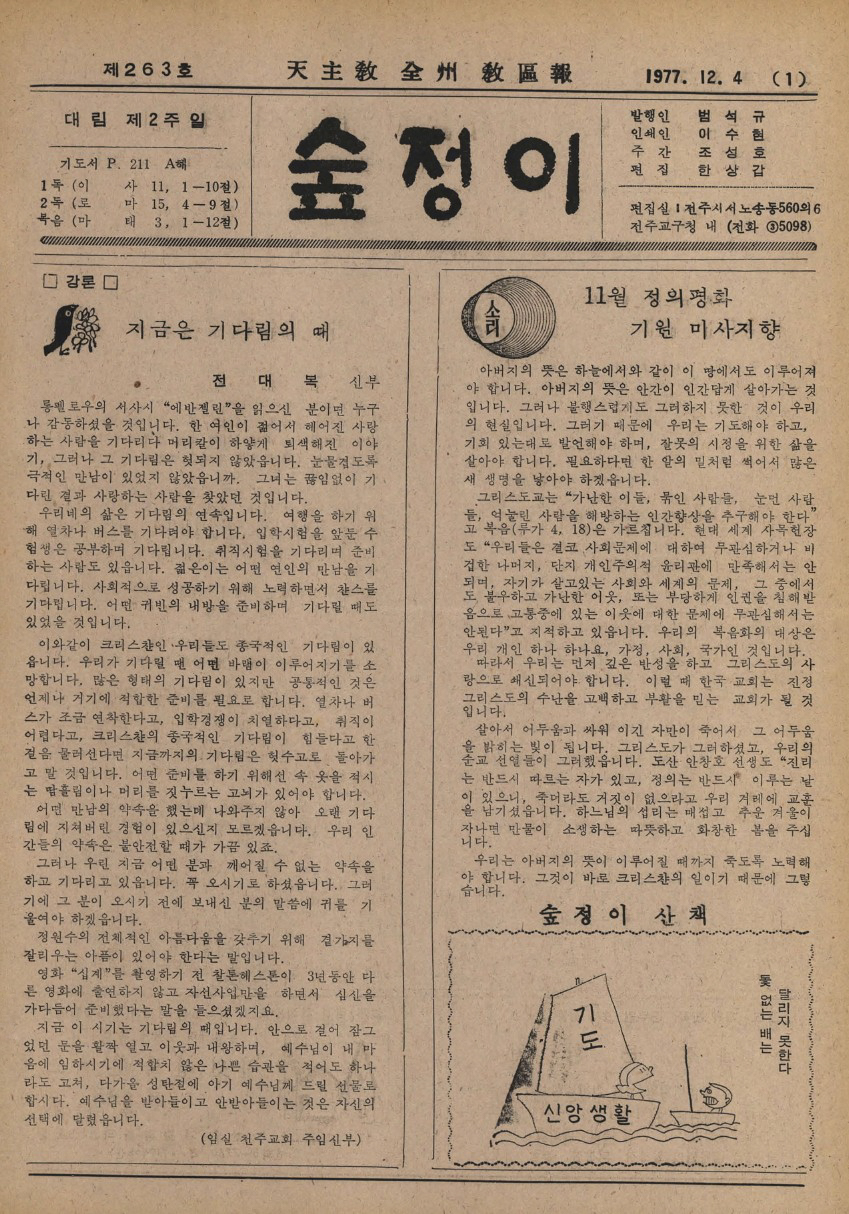 제263호
天主敎 全州 敎區報
1977. 12. 4 (1)
대림 제2주일
기도서 P. 211 A해
1독 (이 사 11, 1—10절)
2독 (로 마 15, 4—9절)
복음 (마 태 3, 1—12절)
숲정이
발행인 범석규
인쇄인 이수현
주간 조성호
편집 한상갑
편집실 : 전주시서노송동560의6
전주교구청 내 (전화 ③5098)
□ 강론 □
지금은 기다림의 때
전대복 신부
롱펠로우의 서사시 “에반젤린”을 읽으신 분이면 누구
나 감동하셨을 것입니다. 한 여인이 젊어서 헤어진 사랑
하는 사람을 기다리다 머리칼이 하얗게 퇴색해진 이야
기, 그러나 그 기다림은 헛되지 않았읍니다. 눈물겹도록
극적인 만남이 있었지 않았읍니까. 그녀는 끊임없이 기
다린 결과 사랑하는 사람을 찾았던 것입니다.
우리네의 삶은 기다림의 연속입니다. 여행을 하기 위
해 열차나 버스를 기다려야 합니다, 입학시험을 앞둔 수
험생은 공부하며 기다립니다. 취직시험을 기다리며 준비
하는 사람도 있읍니다. 젊은이는 어떤 연인의 만남을 기
다립니다. 사회적으로 성공하기 위해 노력하면서 챤스를
기다립니다. 어떤 귀빈의 내방을 준비하며 기다릴 때도
있었을 것입니다.
이와같이 크리스챤인 우리들도 종국적인 기다림이 있
읍니다. 우리가 기다릴 땐 어떤 바램이 이루어지기를 소
망합니다. 많은 형태의 기다림이 있지만 공통적인 것은
언제나 거기에 적합한 준비를 필요로 합니다. 열차나 버
스가 조금 연착한다고, 입학경쟁이 치열하다고, 취직이
어렵다고, 크리스챤의 종국적인 기다림이 힘들다고 한
걸음 물러선다면 지금까지의 기다림은 헛수고로 돌아가
고 말 것입니다. 어떤 준비를 하기 위해선 속 옷을 적시
는 땀흘림이나 머리를 짓누르는 고뇌가 있어야 합니다.
어떤 만남의 약속을 했는데 나와주지 않아 오랜 기다
림에 지쳐버린 경험이 있으신지 모르겠읍니다. 우리 인
간들의 약속은 불안전할 때가 가끔 있죠.
그러나 우린 지금 어떤 분과 깨어질 수 없는 약속을
하고 기다리고 있읍니다. 꼭 오시기로 하셨읍니다. 그러
기에 그 분이 오시기 전에 보내신 분의 말씀에 귀를 기
울여야 하겠읍니다.
정원수의 전체적인 아름다움을 갖추기 위해 곁가지를
잘리우는 아픔이 있어야 한다는 말입니다.
영화 “십계”를 촬영하기 전 찰톤헤스톤이 3년동안 다
른 영화에 출연하지 않고 자선사업만을 하면서 심신을
가다듬어 준비했다는 말을 들으셨겠지요.
지금 이 시기는 기다림의 때입니다. 안으로 걸어 잠그
었던 문을 활짝 열고 이웃과 내왕하며, 예수님이 내 마
음에 임하시기에 적합치 않은 나쁜 습관을 적어도 하나
라도 고쳐, 다가올 성탄절에 아기 예수님께 드릴 선물로
합시다. 예수님을 받아들이고 안받아들이는 것은 자신의
선택에 달렸읍니다.
(임실 천주교회 주임신부)
소리
11월 정의평화
기원 미사지향
아버지의 뜻은 하늘에서와 같이 이 땅에서도 이루어져
야 합니다. 아버지의 뜻은 안간이 인간답게 살아가는 것
입니다. 그러나 불행스럽게도 그러하지 못한 것이 우리
의 현실입니다. 그러기 때문에 우리는 기도해야 하고,
기회 있는대로 발언해야 하며, 잘못의 시정을 위한 삶을
살아야 합니다. 필요하다면 한 알의 밀처럼 썩어서 많은
새 생명을 낳아야 하겠읍니다.
그리스도교는 “가난한 이들, 묶인 사람들, 눈먼 사람
들, 억눌린 사람을 해방하는 인간향상을 추구해야 한다”
고 복음(루가 4, 18)은 가르칩니다. 현대 세계 사목헌장
도 “우리들은 결코 사회문제에 대하여 무관심하거나 비
겁한 나머지, 단지 개인주의적 윤리관에 만족해서는 안
되며, 자기가 살고있는 사회와 세계의 문제, 그 중에서
도 불우하고 가난한 이웃, 또는 부당하게 인권을 침해받
음으로 고통중에 있는 이웃에 대한 문제에 무관심해서는
안된다”고 지적하고 있읍니다. 우리의 복음화의 대상은
우리 개인 하나 하나요, 가정, 사회, 국가인 것입니다.
따라서 우리는 먼저 깊은 반성을 하고 그리스도의 사
랑으로 쇄신되어야 합니다. 이럴 때 한국 교회는 진정
그리스도의 수난을 고백하고 부활을 믿는 교회가 될 것
입니다.
살아서 어두움과 싸워 이긴 자만이 죽어서 그 어두움
을 밝히는 빛이 됩니다. 그리스도가 그러하셨고, 우리의
순교 선열들이 그러했읍니다. 도산 안창호 선생도 “진리
는 반드시 따르는 자가 있고, 정의는 반드시 이루는 날
이 있으니, 죽더라도 거짓이 없으라고 우리 겨레에 교훈
을 남기셨읍니다. 하느님의 섭리는 매섭고 추운 겨울이
지나면 만물이 소생하는 따뜻하고 화창한 봄을 주십
니다.
우리는 아버지의 뜻이 이루어질 때까지 죽도록 노력해
야 합니다. 그것이 바로 크리스챤의 일이기 때문에 그렇
습니다.
숲정이 산책
돛 없는 배는
달리지 못한다
기도
신앙생활